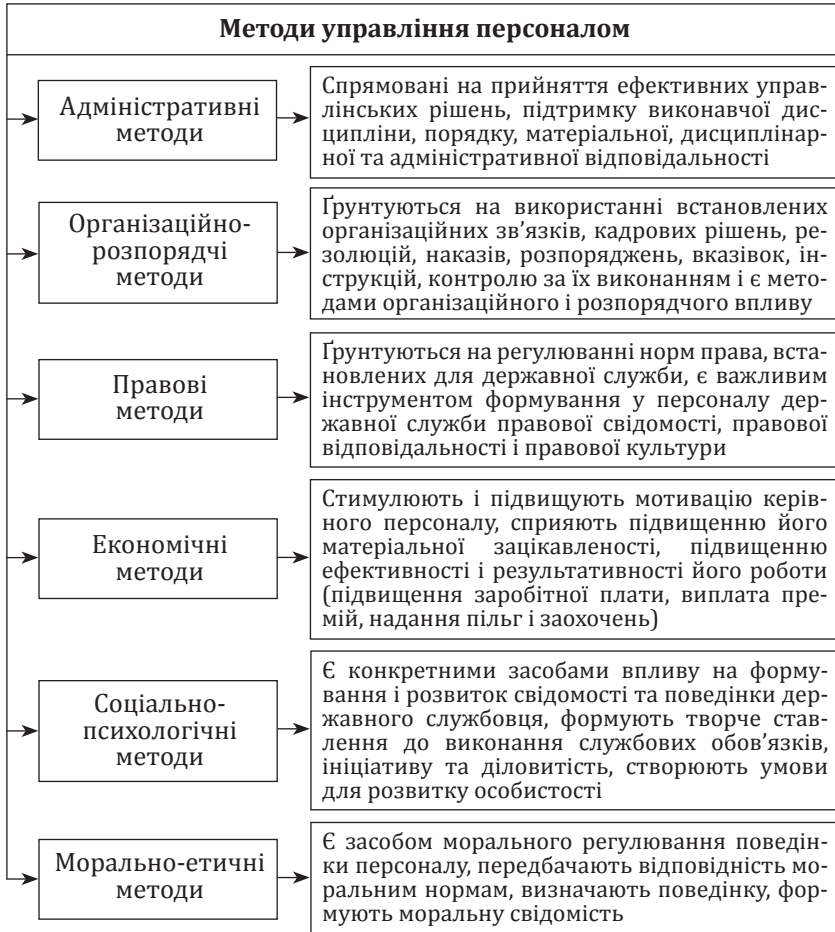 Методи управління персоналом
Адміністративні
методи
Спрямовані на прийняття ефективних управ-
лінських рішень, підтримку виконавчої дис-
ципліни, порядку, матеріальної, дисциплінар-
ної та адміністративної відповідальності
Організаційно-
розпорядчі
методи
Ґрунтуються на використанні встановлених
організаційних зв’язків, кадрових рішень, ре-
золюцій, наказів, розпоряджень, вказівок, ін-
струкцій, контролю за їх виконанням і є мето-
дами організаційного і розпорядчого впливу
Правові
методи
Ґрунтуються на регулюванні норм права, вста-
новлених для державної служби, є важливим
інструментом формування у персоналу дер-
жавної служби правової свідомості, правової
відповідальності і правової культури
Економічні
методи
Стимулюють і підвищують мотивацію керів-
ного персоналу, сприяють підвищенню його
матеріальної зацікавленості, підвищенню
ефективності і результативності його роботи
(підвищення заробітної плати, виплата пре-
мій, надання пільг і заохочень)
Соціально-
психологічні
методи
Є конкретними засобами впливу на форму-
вання і розвиток свідомості та поведінки дер-
жавного службовця, формують творче став-
лення до виконання службових обов’язків,
ініціативу та діловитість, створюють умови
для розвитку особистості
Морально-етичні
методи
Є засобом морального регулювання поведін-
ки персоналу, передбачають відповідність мо-
ральним нормам, визначають поведінку, фор-
мують моральну свідомість